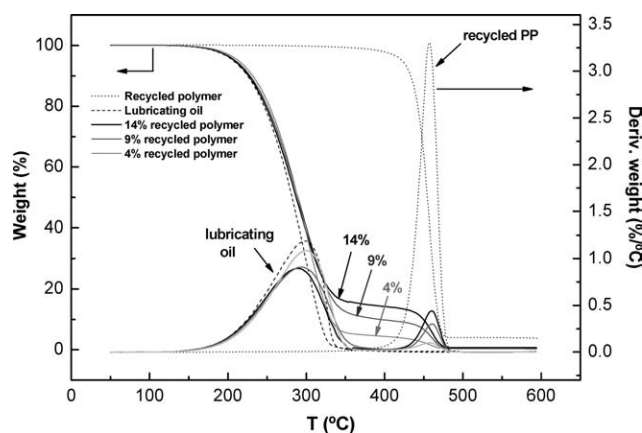 3.5
100
recycled PP
3.0
80
Recycled polymer
Lubricating oil
14% recycled polymer
9% recycled polymer
4% recycled polymer
2.5
60
2.0
Weight (%)
Deriv. weight (%/ºC)
40
lubricating
oil
1.5
14%
9%
1.0
20
4%
0.5
0
0.0
0
100
200
300
400
500
600
T (ºC)